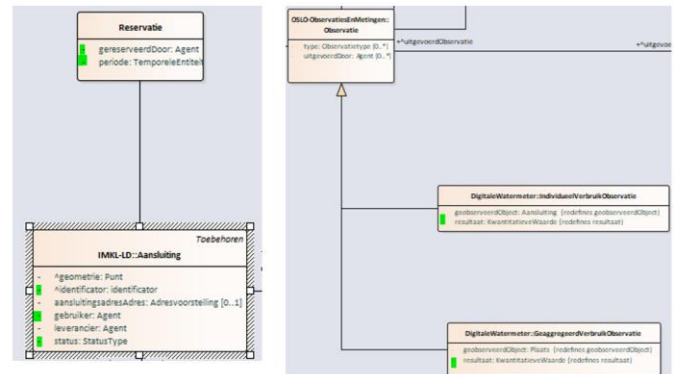 Reservatie
gereserveerdDoor: Agent
periode: TemporeleEntiteit
Toebehoren
IMKL-LD::Aansluiting
- ^geometrie: Punt
- ^identificator: identificator
- aansluitingsadresAdres: Adresvoorstelling [0..1]
gebruiker: Agent
- leverancier: Agent
- status: StatusType
OSLO-ObservatiesEnMetingen::
Observatie
type: Observatietype [0..*]
uitgevoerdDoor: Agent [0..*]
+^uitgevoerdObservatie
+^uitgevoe
DigitaleWatermeter::IndividueelVerbruikObservatie
geobserveerdObject: Aansluiting {redefines geobserveerdObject}
resultaat: KwantitatieveWaarde {redefines resultaat}
DigitaleWatermeter::GeaggregeerdVerbruikObservatie
geobserveerdObject: Plaats {redefines geobserveerdObject}
resultaat: KwantitatieveWaarde {redefines resultaat}